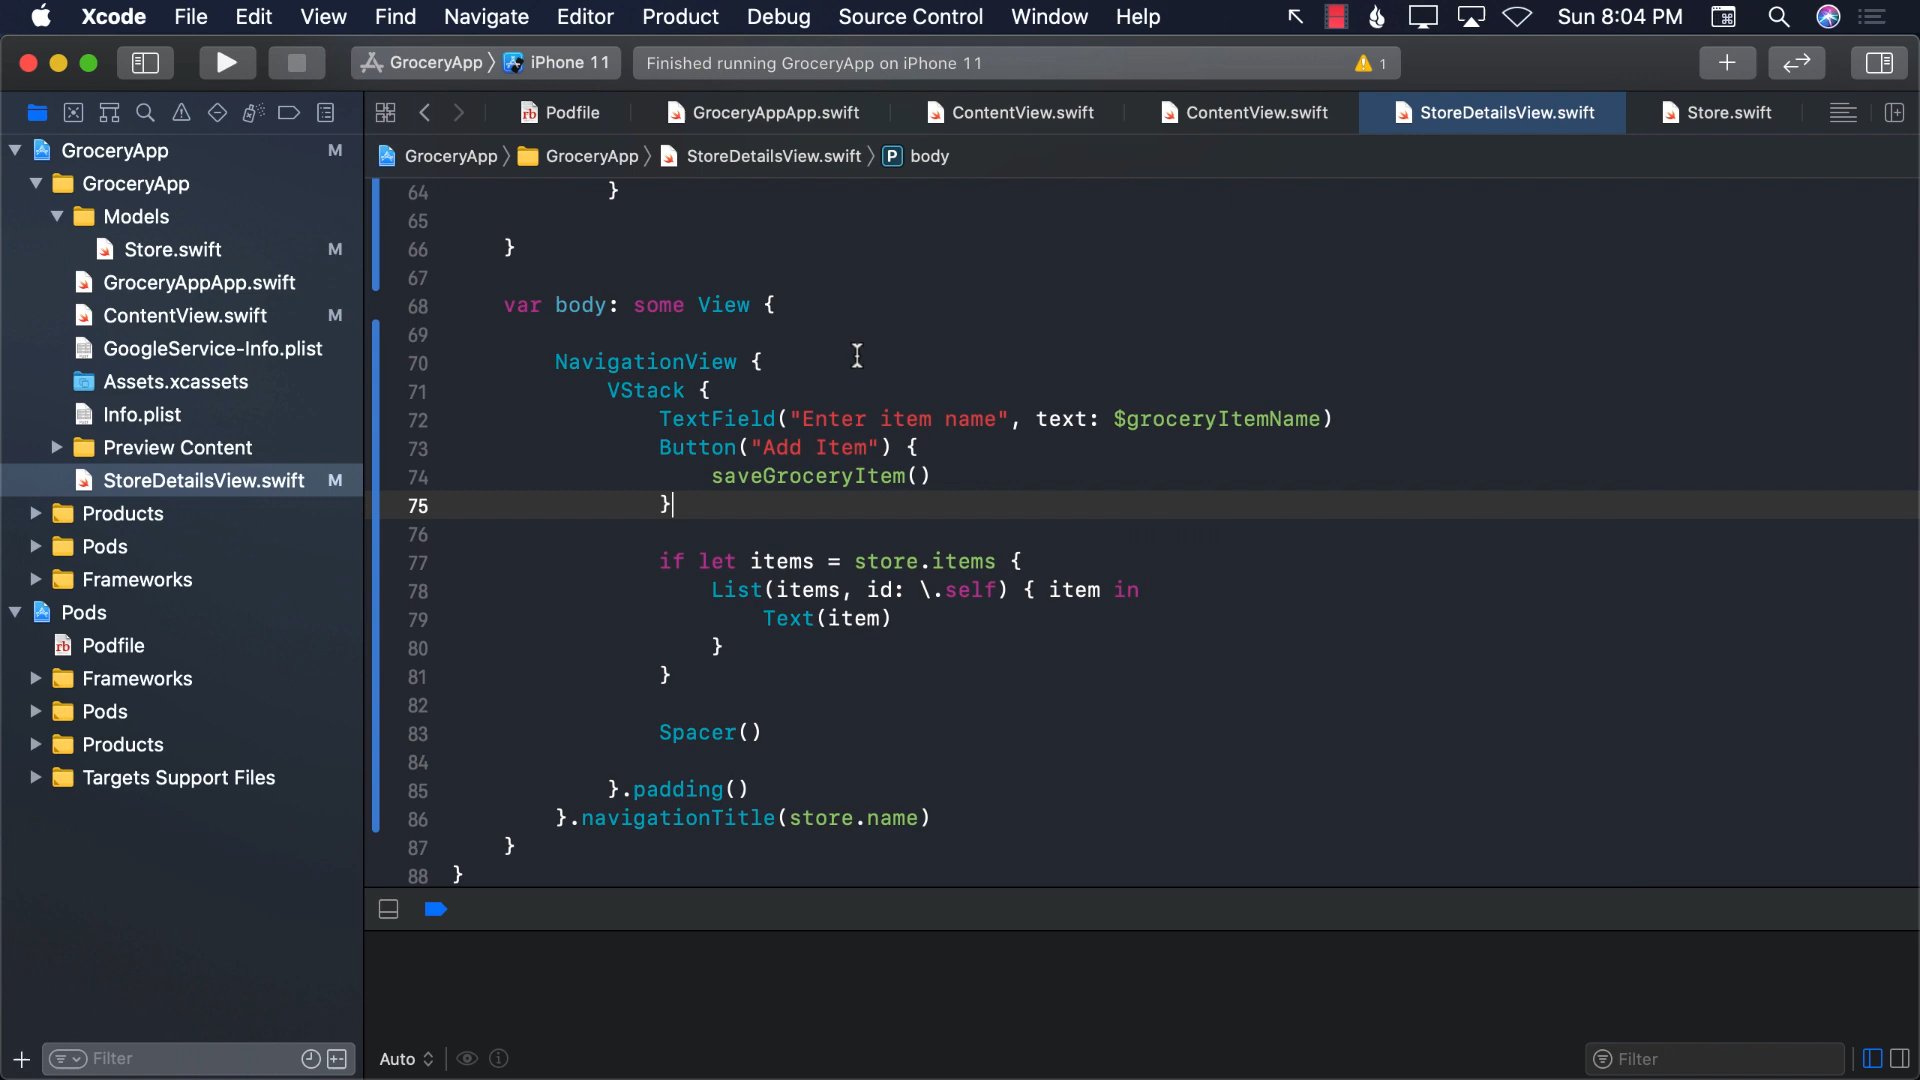 Xcode File Edit View Find Navigate Editor Product Debug Source Control Window Help Sun 8:04 PM
GroceryApp iPhone 11 Finished running GroceryApp on iPhone 11 1
Podfile GroceryAppApp.swift ContentView.swift ContentView.swift StoreDetailsView.swift Store.swift
GroceryApp GroceryApp StoreDetailsView.swift P body
GroceryApp M
GroceryApp
Models
Store.swift M
GroceryAppApp.swift
ContentView.swift M
GoogleService-Info.plist
Assets.xcassets
Info.plist
Preview Content
StoreDetailsView.swift M
Products
Pods
Frameworks
Pods
rb Podfile
Frameworks
Pods
Products
Targets Support Files
Filter
64 }
65
66 }
67
68 var body: some View {
69
70 NavigationView {
71 VStack {
72 TextField("Enter item name", text: $groceryItemName)
73 Button("Add Item") {
74 saveGroceryItem()
75 }
76
77 if let items = store.items {
78 List(items, id: \.self) { item in
79 Text(item)
80 }
81 }
82
83 Spacer()
84
85 }.padding()
86 }.navigationTitle(store.name)
87 }
88 }
Auto Filter